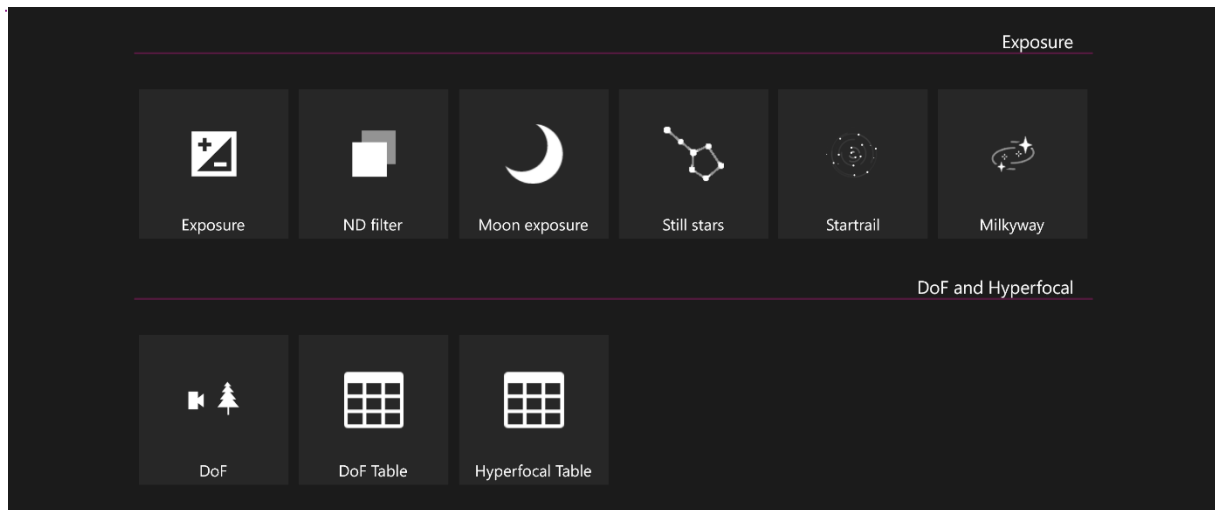 Exposure
Exposure ND filter Moon exposure Still stars Startrail Milkyway
DoF and Hyperfocal
DoF DoF Table Hyperfocal Table